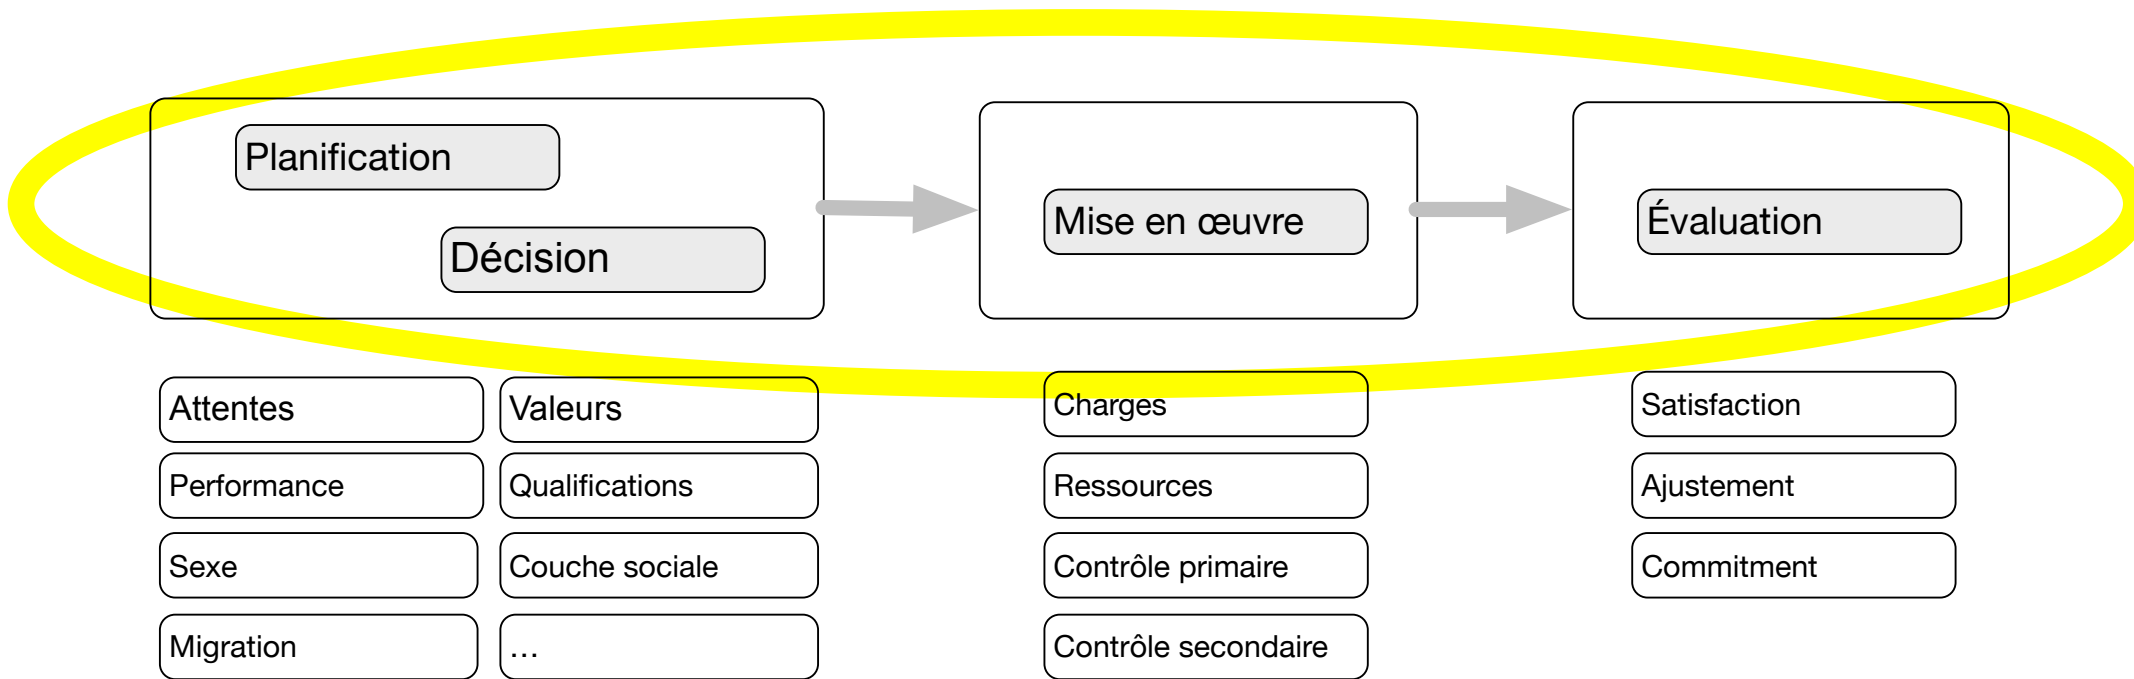 Planification
Décision
Mise en œuvre
Évaluation
Attentes
Valeurs
Charges
Satisfaction
Performance
Qualifications
Ressources
Ajustement
Sexe
Couche sociale
Contrôle primaire
Commitment
Migration
…
Contrôle secondaire